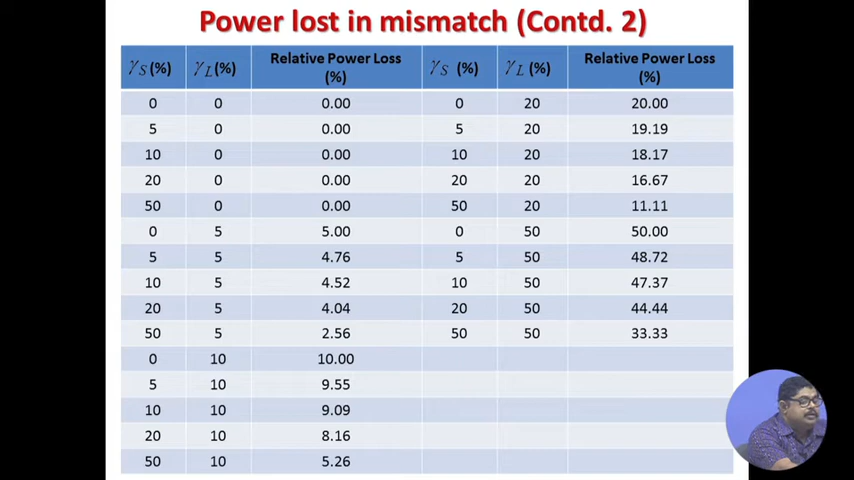 Power lost in mismatch (Contd. 2)
γS (%) γL (%) Relative Power Loss (%) γS (%) γL (%) Relative Power Loss (%)
0 0 0.00 0 20 20.00
5 0 0.00 5 20 19.19
10 0 0.00 10 20 18.17
20 0 0.00 20 20 16.67
50 0 0.00 50 20 11.11
0 5 5.00 0 50 50.00
5 5 4.76 5 50 48.72
10 5 4.52 10 50 47.37
20 5 4.04 20 50 44.44
50 5 2.56 50 50 33.33
0 10 10.00
5 10 9.55
10 10 9.09
20 10 8.16
50 10 5.26